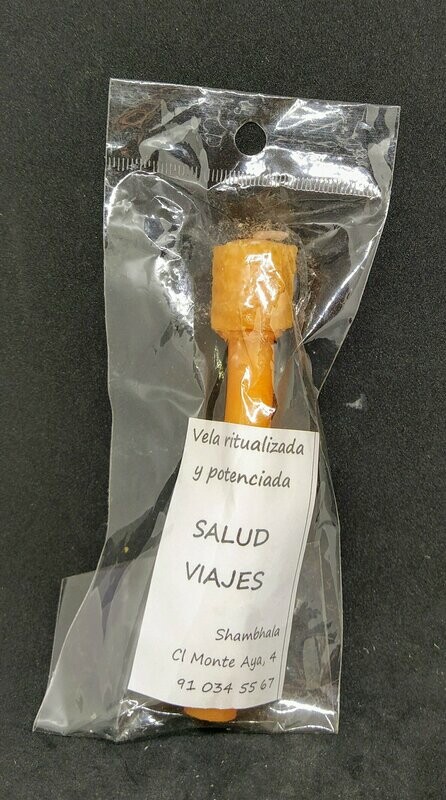 Vela ritualizada
y potenciada
SALUD
VIAJES
Shambhala
Cl Monte Aya, 4
91 034 55 67